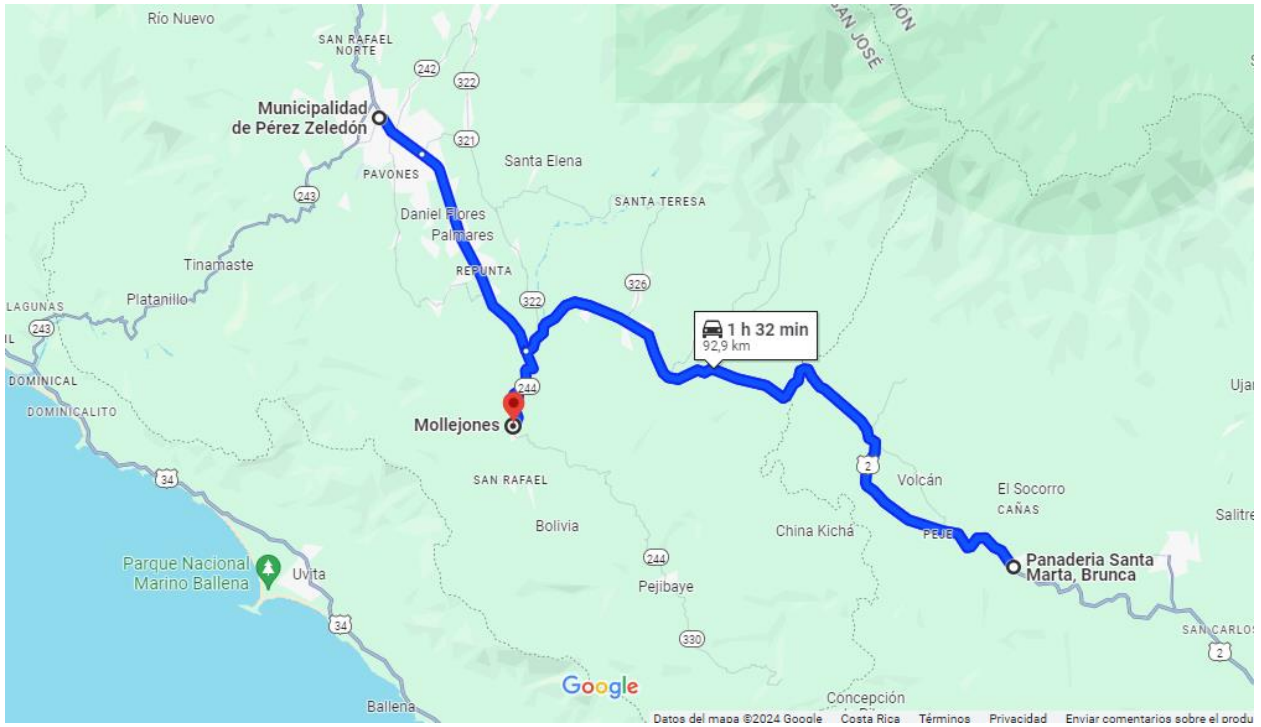 Río Nuevo
SAN RAFAEL
NORTE
242
322
SAN JOSÉ
Municipalidad
de Pérez Zeledón
321
Santa Elena
PAVONES
243
SANTA TERESA
Daniel Flores
Palmares
Tinamaste
REPUNTA
326
Platanillo
322
LAGUNAS
243
1 h 32 min
92,9 km
DOMINICAL
244
Ujar
DOMINICALITO
Mollejones
2
34
SAN RAFAEL
Volcán
El Socorro
CAÑAS
Bolivia
China Kichá
PEJE
Salitre
Parque Nacional
Marino Ballena
Uvita
244
Panaderia Santa
Marta, Brunca
Pejibaye
34
330
SAN CARLOS
2
Google
Concepción
Ballena
Datos del mapa ©2024 Google Costa Rica Términos Privacidad Enviar comentarios sobre el produ